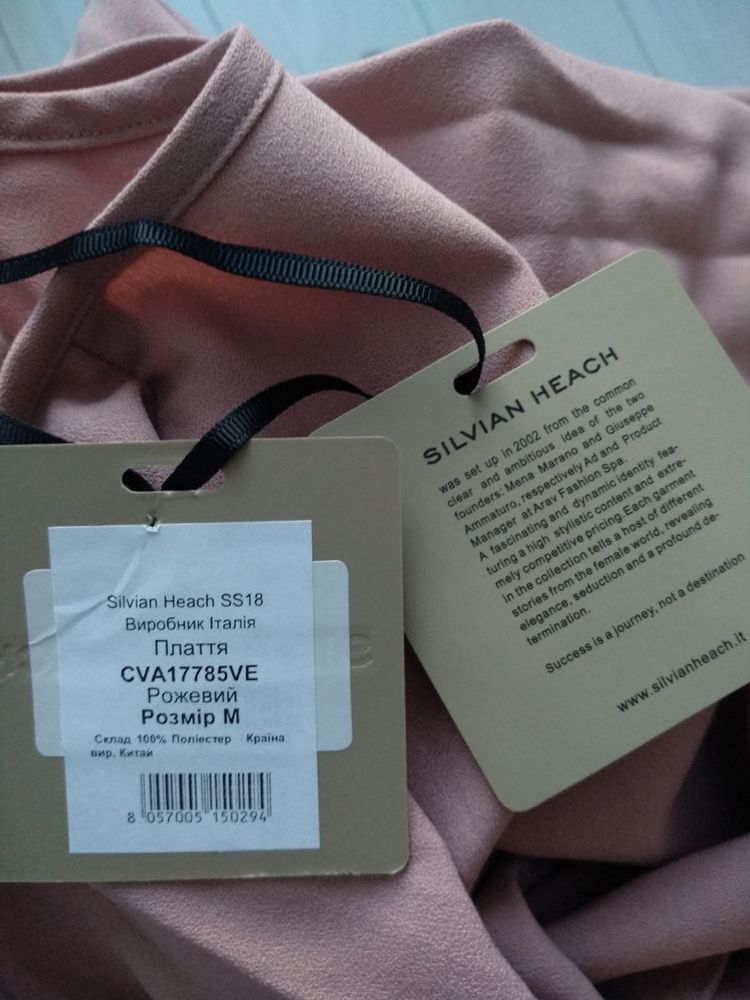 Silvian Heach SS18
Виробник Італія
Плаття
CVA17785VE
Рожевий
Розмір M
Склад 100% Поліестер Країна
вир. Китай
8 057005 150294
SILVIAN HEACH
was set up in 2002 from the common
clear and ambitious idea of the two
founders: Mena Marano and Giuseppe
Ammaturo, respectively Ad and Product
Manager at Arav Fashion Spa.
A fascinating and dynamic identity fea-
turing a high stylistic content and extre-
mely competitive pricing. Each garment
in the collection tells a host of different
stories from the female world, revealing
elegance, seduction and a profound de-
termination.
Success is a journey, not a destination
www.silvianheach.it